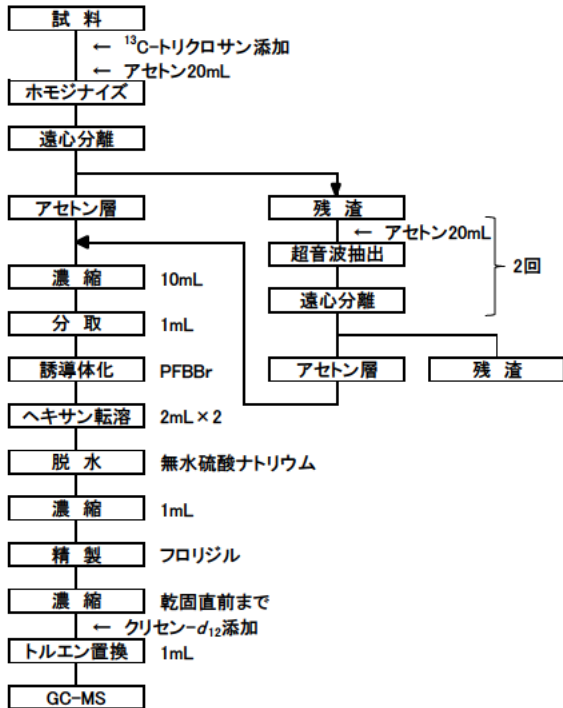 試 料
← ¹³C-トリクロサン添加
← アセトン20mL
ホモジナイズ
遠心分離
アセトン層
残 渣
← アセトン20mL
超音波抽出
遠心分離
2回
アセトン層
残 渣
濃 縮 10mL
分 取 1mL
誘導体化 PFBBr
ヘキサン転溶 2mL×2
脱 水 無水硫酸ナトリウム
濃 縮 1mL
精 製 フロリジル
濃 縮 乾固直前まで
← クリセン-d₁₂添加
トルエン置換 1mL
GC-MS